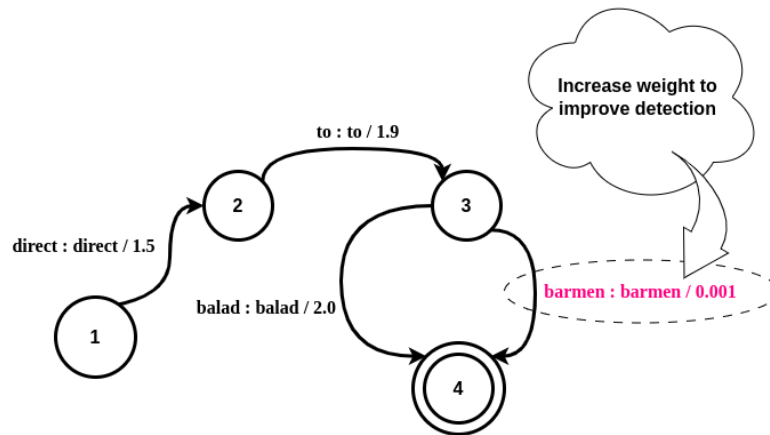 Increase weight to
improve detection
to : to / 1.9
2
3
direct : direct / 1.5
balad : balad / 2.0
barmen : barmen / 0.001
1
4